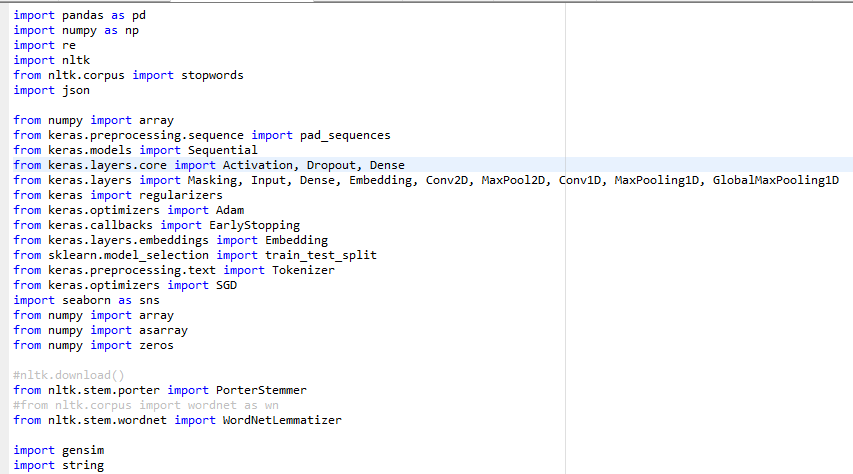 import pandas as pd
import numpy as np
import re
import nltk
from nltk.corpus import stopwords
import json
from numpy import array
from keras.preprocessing.sequence import pad_sequences
from keras.models import Sequential
from keras.layers.core import Activation, Dropout, Dense
from keras.layers import Masking, Input, Dense, Embedding, Conv2D, MaxPool2D, Conv1D, MaxPooling1D, GlobalMaxPooling1D
from keras import regularizers
from keras.optimizers import Adam
from keras.callbacks import EarlyStopping
from keras.layers.embeddings import Embedding
from sklearn.model_selection import train_test_split
from keras.preprocessing.text import Tokenizer
from keras.optimizers import SGD
import seaborn as sns
from numpy import array
from numpy import asarray
from numpy import zeros
#nltk.download()
from nltk.stem.porter import PorterStemmer
#from nltk.corpus import wordnet as wn
from nltk.stem.wordnet import WordNetLemmatizer
import gensim
import string